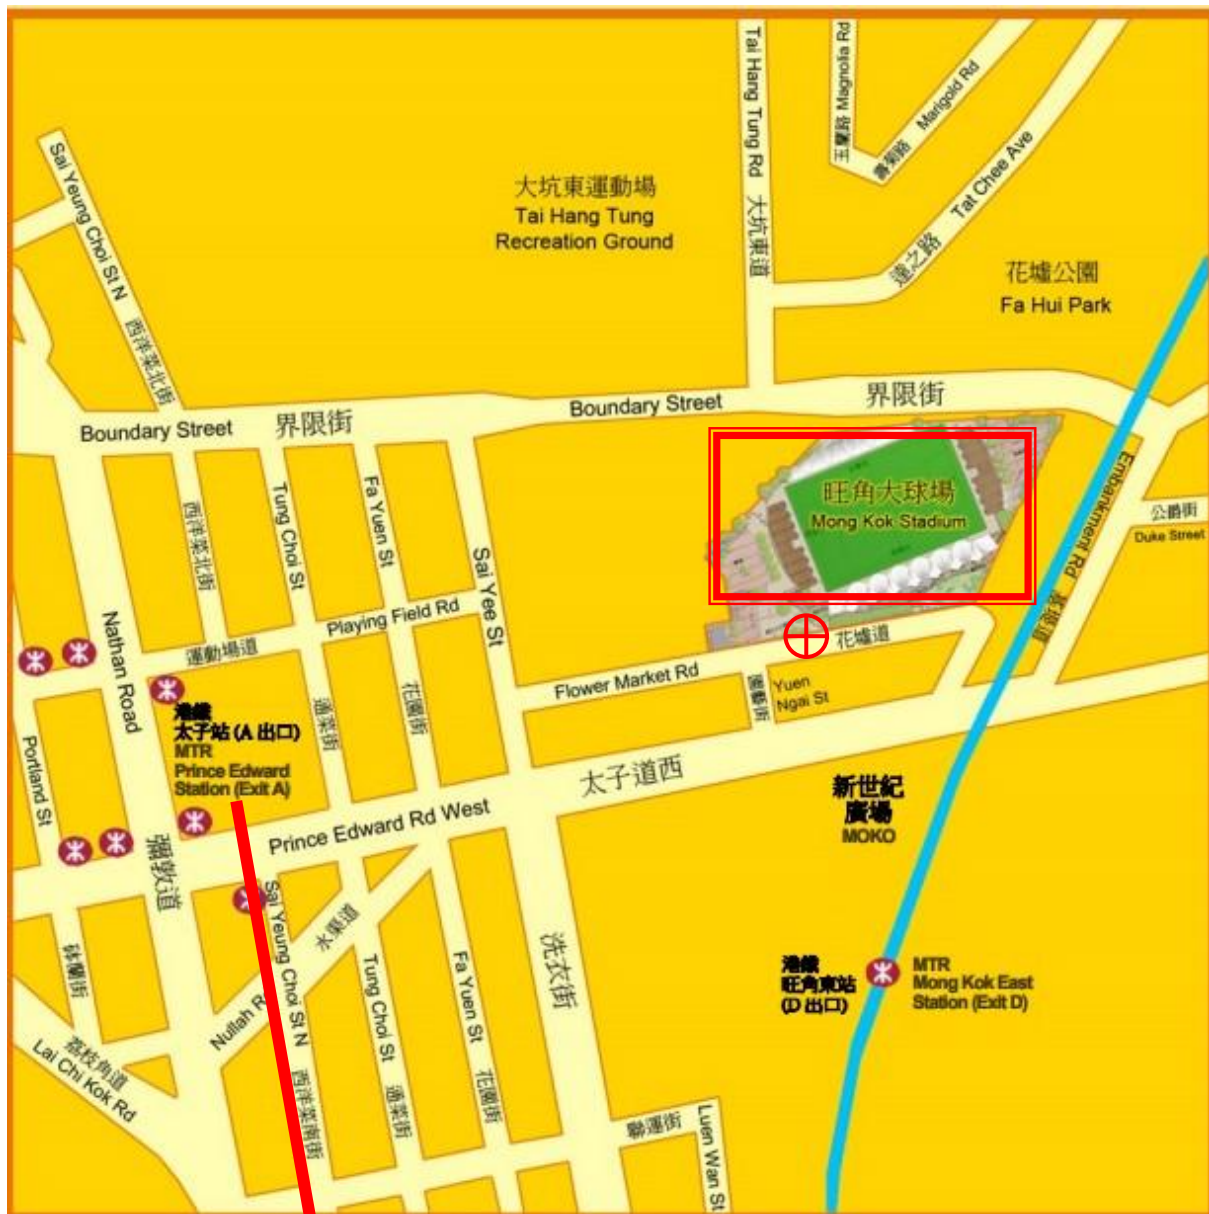 Tai Hang Tung Rd 大坑東道
玉蘭路 Magnolia Rd
壽菊路 Marigold Rd
達之路 Tat Chee Ave
Sai Yeung Choi St N 西洋菜北街
大坑東運動場
Tai Hang Tung
Recreation Ground
花墟公園
Fa Hui Park
Boundary Street 界限街
Boundary Street 界限街
旺角大球場
Mong Kok Stadium
Embankment Rd 基堤道
公爵街
Duke Street
西洋菜北街
Tung Choi St
Fa Yuen St
Sai Yee St
Nathan Road
運動場道 Playing Field Rd
花墟道
Flower Market Rd
園藝街
Yuen
Ngai St
通菜街
花園街
港鐵
太子站 (A 出口)
MTR
Prince Edward
Station (Exit A)
Portland St
Prince Edward Rd West
太子道西
新世紀
廣場
MOKO
彌敦道
Sai Yeung Choi St N 西洋菜南街
水渠道
Nullah R
砵蘭街
Tung Choi St 通菜街
Fa Yuen St 花園街
洗衣街
荔枝角道
Lai Chi Kok Rd
港鐵
旺角東站
(D 出口)
MTR
Mong Kok East
Station (Exit D)
聯運街
Luen Wan St